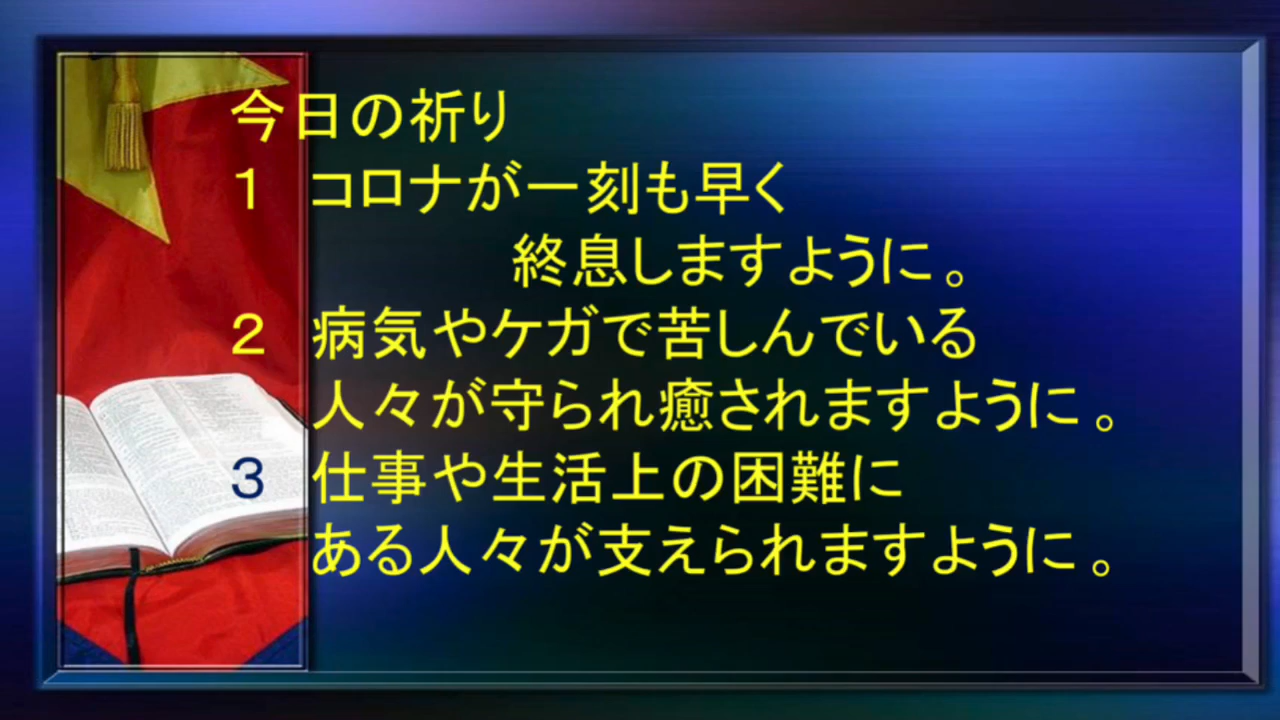 今日の祈り
１　コロナが一刻も早く
終息しますように。
２　病気やケガで苦しんでいる
人々が守られ癒されますように。
３　仕事や生活上の困難に
ある人々が支えられますように。